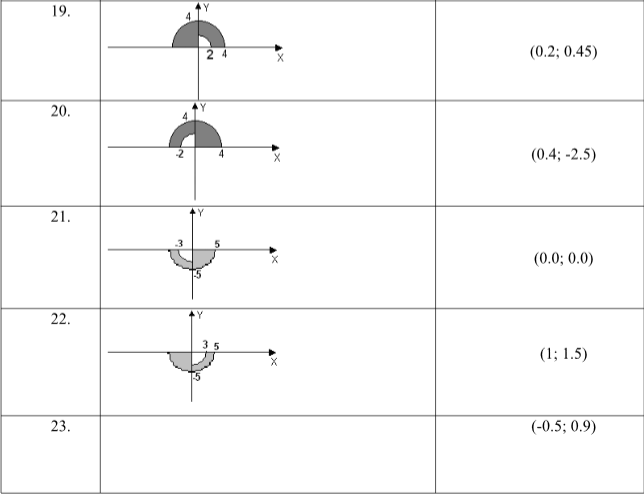 19.
4 Y
2 4
X
(0.2; 0.45)
20.
4 Y
-2 4
X
(0.4; -2.5)
21.
Y
-3 5
X
-5
(0.0; 0.0)
22.
Y
3 5
X
-5
(1; 1.5)
23.
(-0.5; 0.9)